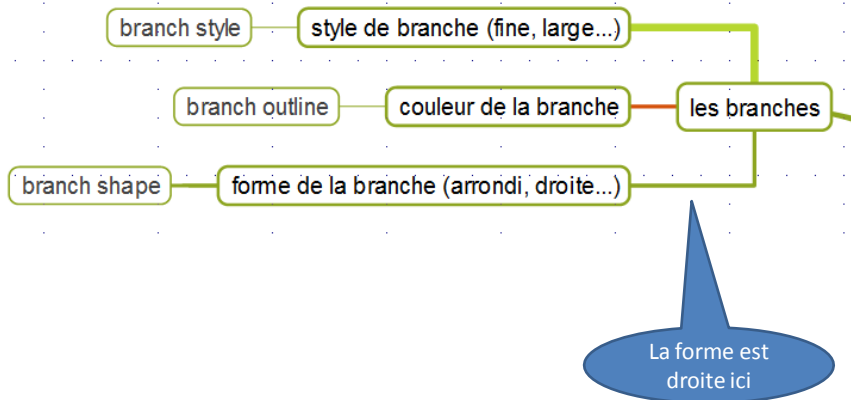 branch style style de branche (fine, large...)
branch outline couleur de la branche les branches
branch shape forme de la branche (arrondi, droite...)
La forme est
droite ici